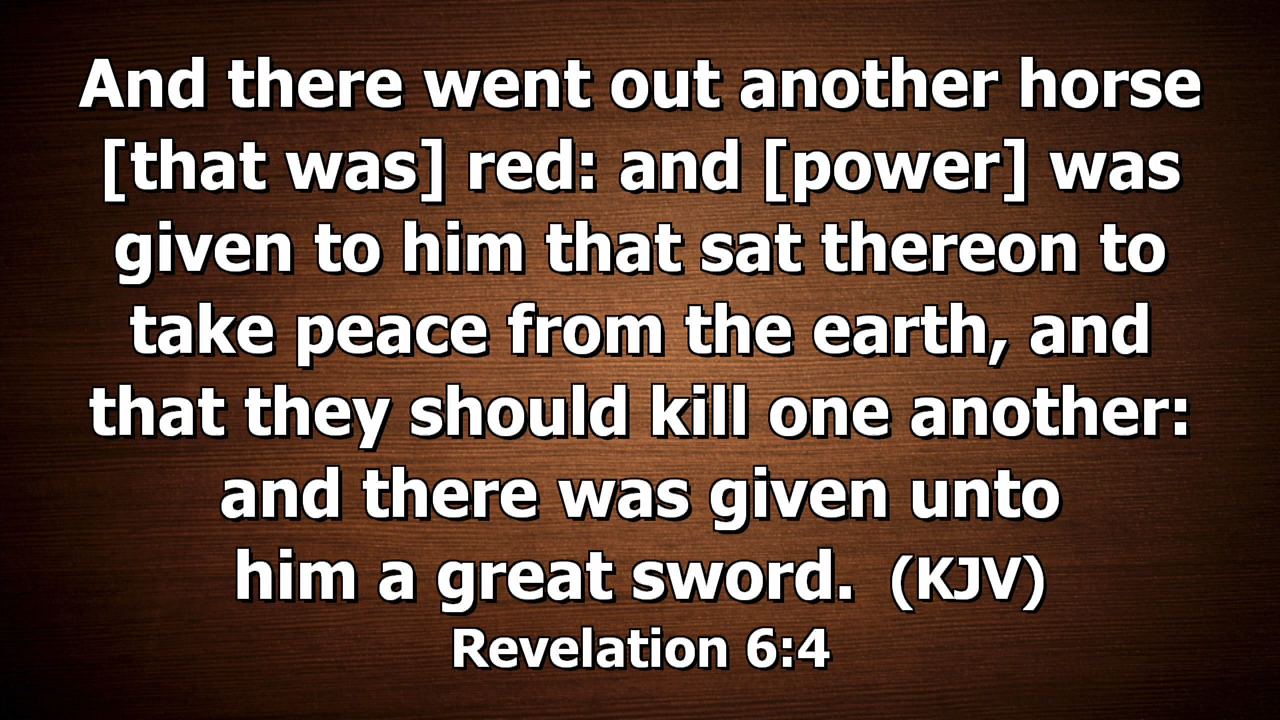 And there went out another horse
[that was] red: and [power] was
given to him that sat thereon to
take peace from the earth, and
that they should kill one another:
and there was given unto
him a great sword.  (KJV)
Revelation 6:4